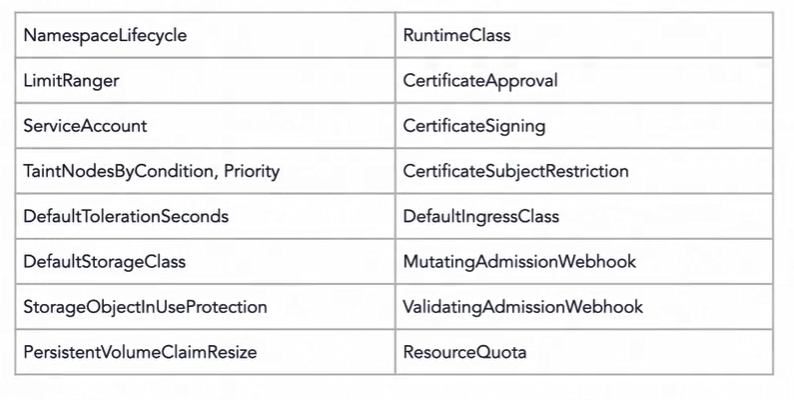 NamespaceLifecycle RuntimeClass
LimitRanger CertificateApproval
ServiceAccount CertificateSigning
TaintNodesByCondition, Priority CertificateSubjectRestriction
DefaultTolerationSeconds DefaultIngressClass
DefaultStorageClass MutatingAdmissionWebhook
StorageObjectInUseProtection ValidatingAdmissionWebhook
PersistentVolumeClaimResize ResourceQuota